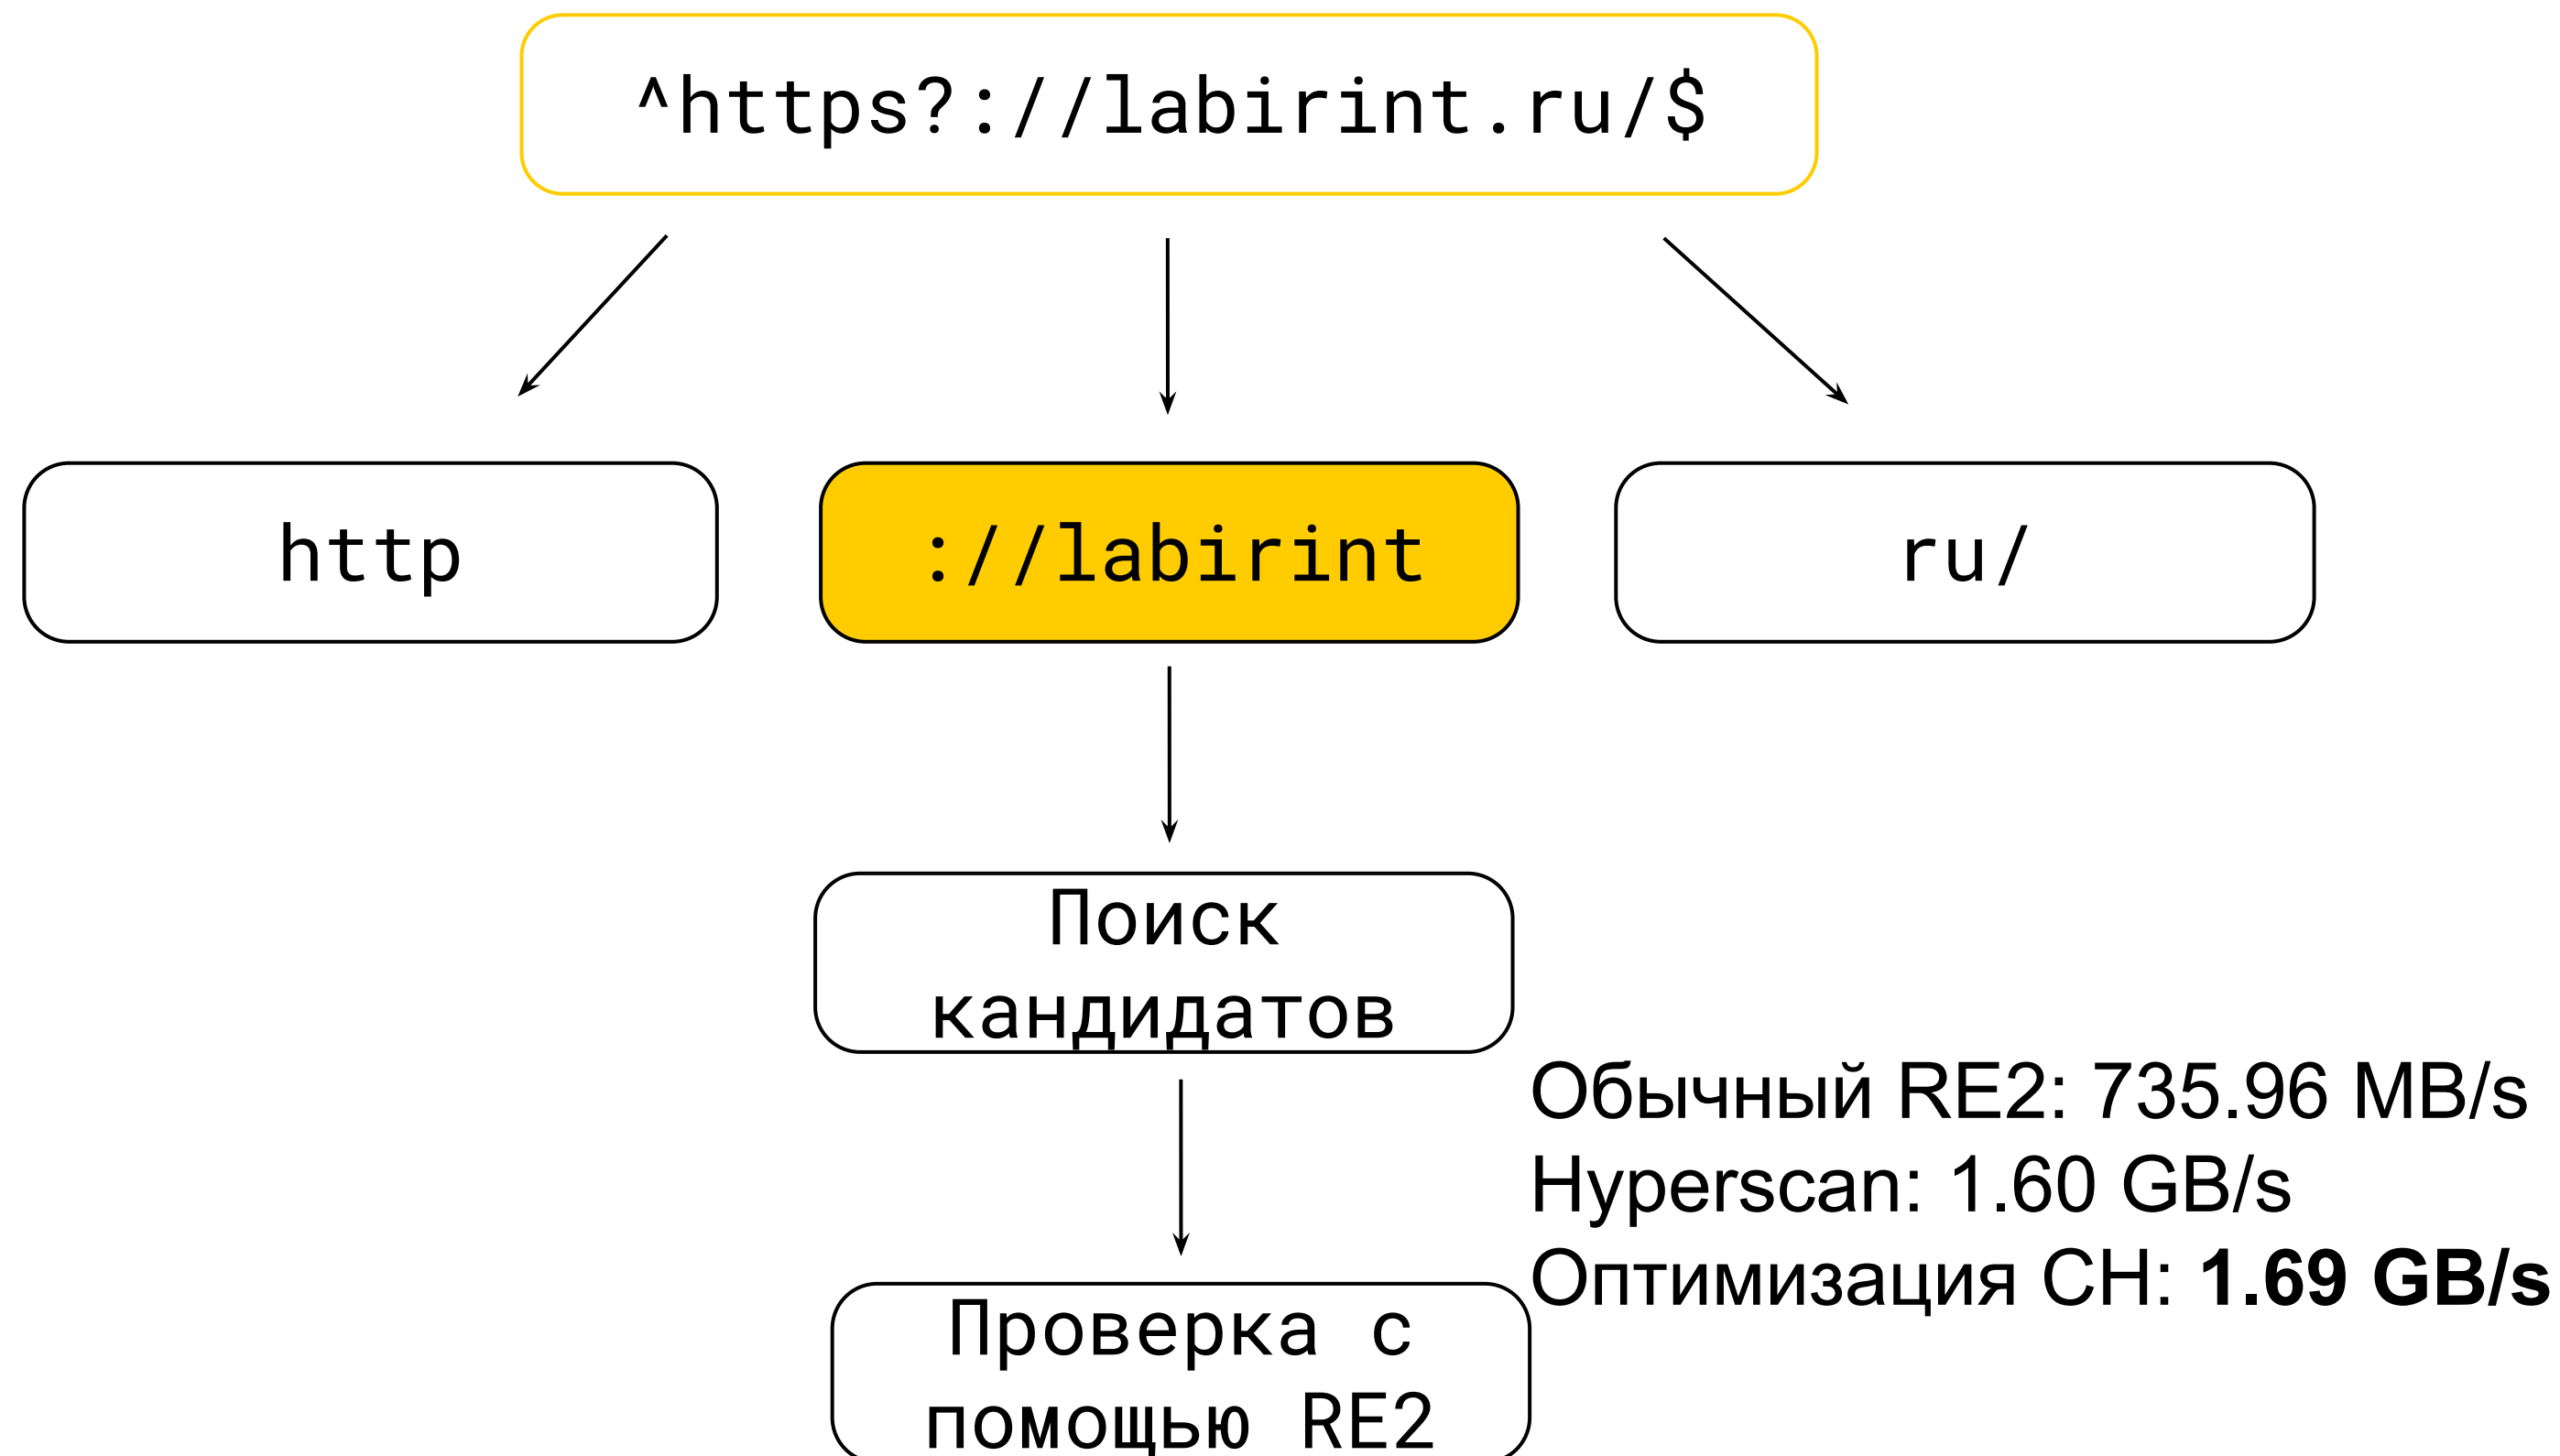 ^https?://labirint.ru/$
http
://labirint
ru/
Поиск
кандидатов
Обычный RE2: 735.96 MB/s
Hyperscan: 1.60 GB/s
Оптимизация CH: 1.69 GB/s
Проверка с
помощью RE2